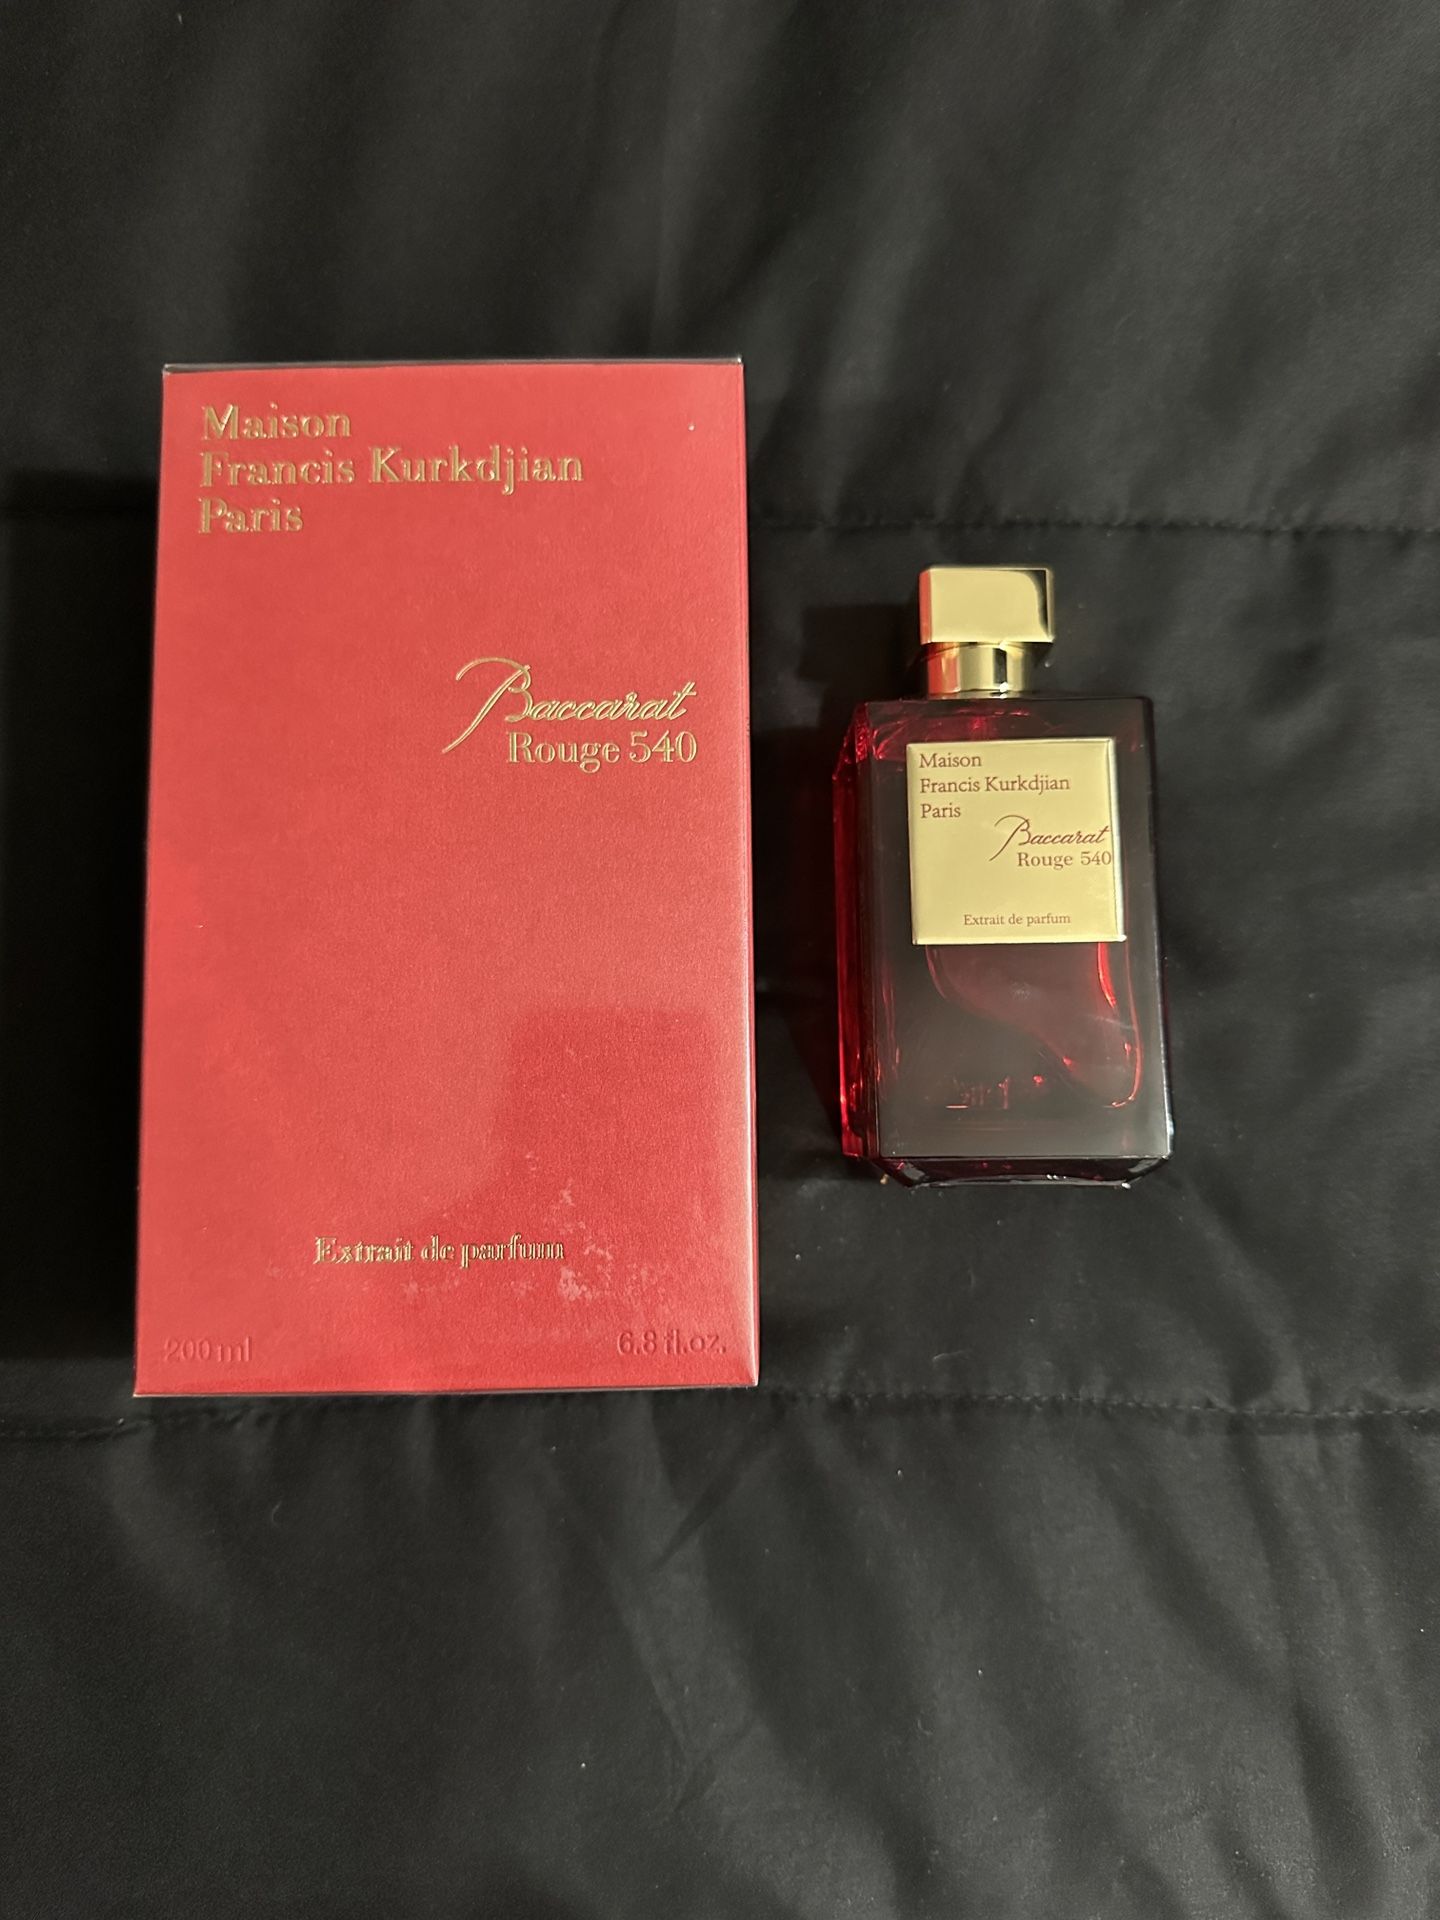 Maison
Francis Kurkdjian
Paris
Baccarat
Rouge 540
Extrait de parfum
200 ml
6.8 fl.oz.
Maison
Francis Kurkdjian
Paris
Baccarat
Rouge 540
Extrait de parfum